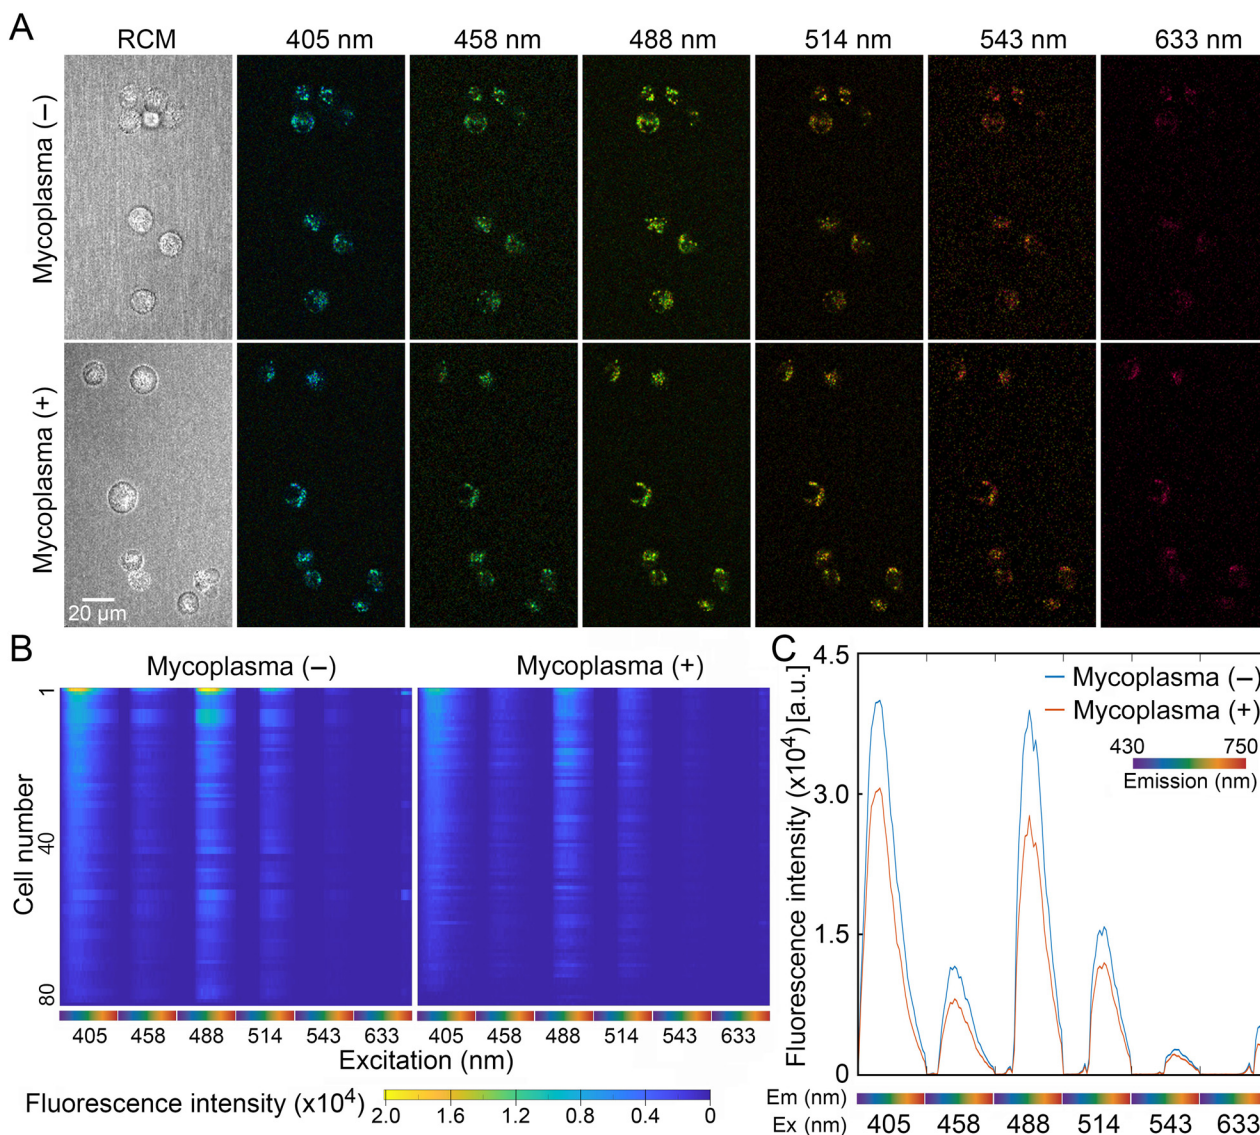 A
RCM 405 nm 458 nm 488 nm 514 nm 543 nm 633 nm
Mycoplasma (–)
Mycoplasma (+)
20 µm
B
Mycoplasma (–) Mycoplasma (+)
Cell number
1
40
80
405 458 488 514 543 633 405 458 488 514 543 633
Excitation (nm)
Fluorescence intensity (x10⁴)
2.0 1.6 1.2 0.8 0.4 0
C
Fluorescence intensity (x10⁴) [a.u.]
4.5
3.0
1.5
0
Mycoplasma (–)
Mycoplasma (+)
430 750
Emission (nm)
Em (nm)
Ex (nm) 405 458 488 514 543 633